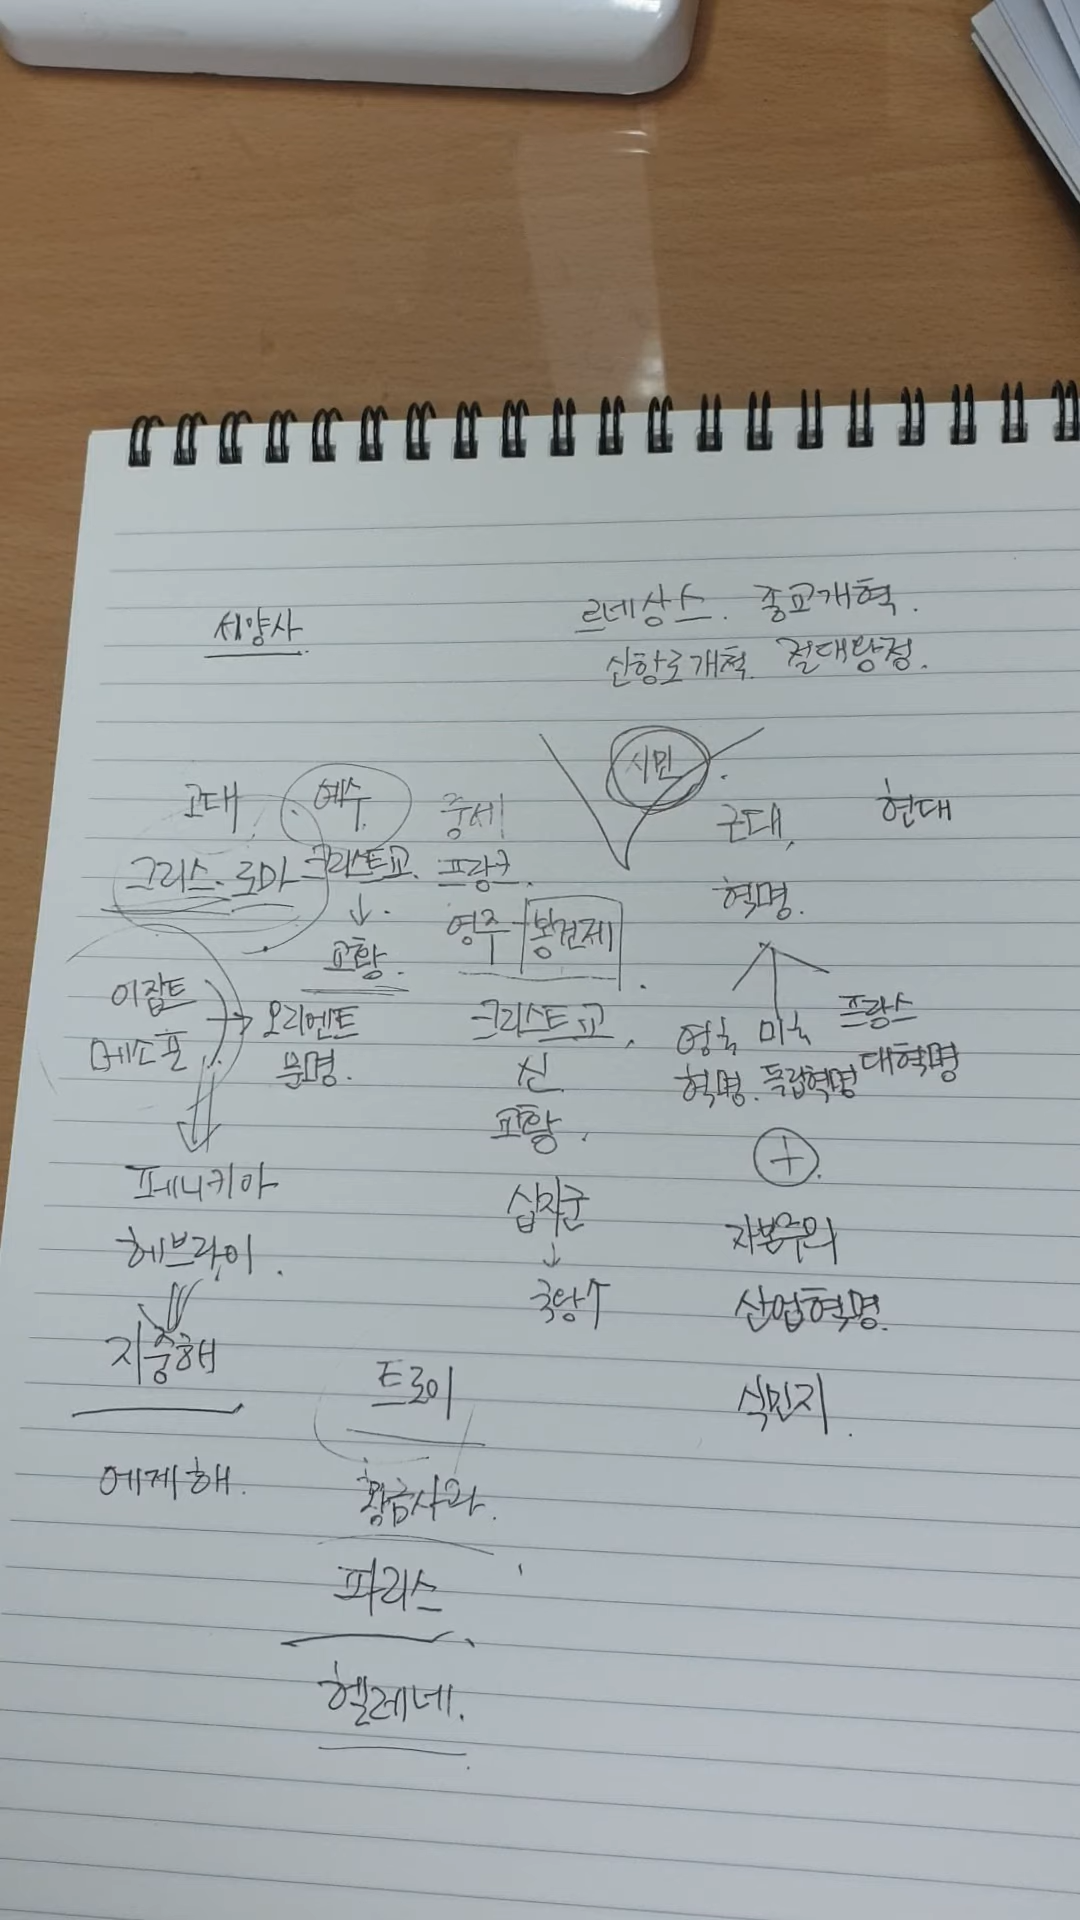 서양사
르네상스. 종교개혁.
신항로개척. 절대왕정.
시민
고대 예수 중세 근대, 현대
그리스. 로마 크리스트교. 프랑크.
↓
교황.
영주 - 봉건제
혁명.
이집트
메소포
오리엔트
문명.
크리스트교,
신
교황.
영국 미국 프랑스
혁명. 독립혁명 대혁명
+
페니키아
헤브라이.
십자군
↓
국왕↑
자본주의
산업혁명.
식민지.
지중해
에게해.
트로이
황금사과.
파리스
헬레네.